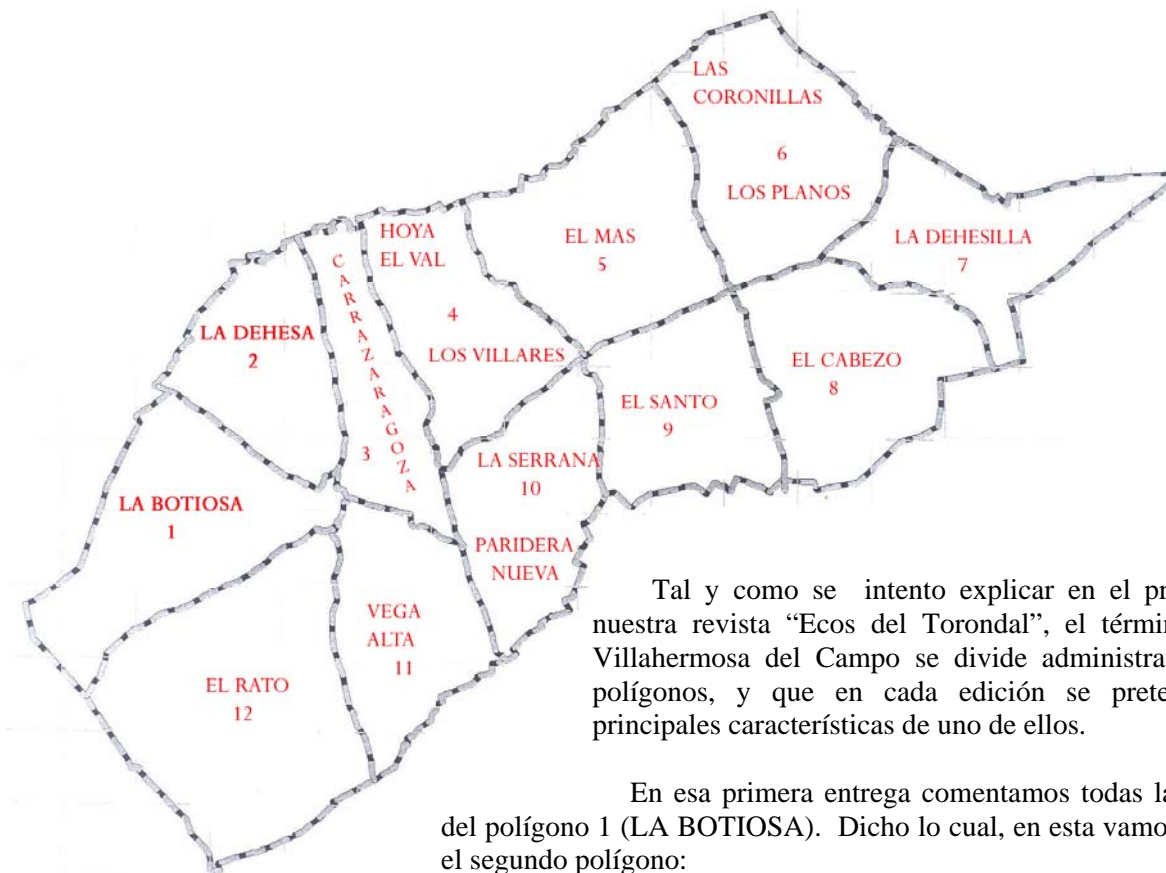 LAS
CORONILLAS
6
LOS PLANOS
HOYA
EL VAL
4
LOS VILLARES
EL MAS
5
LA DEHESILLA
7
CARRAZARAGOZA
3
LA DEHESA
2
EL CABEZO
8
EL SANTO
9
LA SERRANA
10
PARIDERA
NUEVA
LA BOTIOSA
1
VEGA
ALTA
11
EL RATO
12
Tal y como se intento explicar en el pr
nuestra revista “Ecos del Torondal”, el térmi
Villahermosa del Campo se divide administra
polígonos, y que en cada edición se prete
principales características de uno de ellos.
En esa primera entrega comentamos todas la
del polígono 1 (LA BOTIOSA). Dicho lo cual, en esta vamo
el segundo polígono: